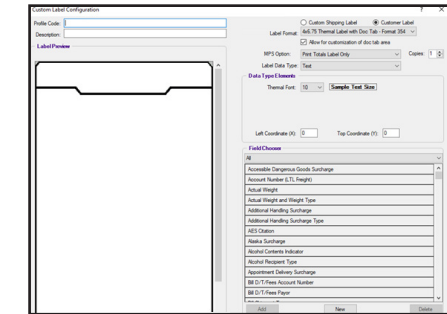 Custom Label Configuration ? X
Profile Code:
Description:
Custom Shipping Label Customer Label
Label Format: 4x6.75 Thermal Label with Doc Tab - Format 354
Allow for customization of doc tab area
Label Preview
MPS Option: Print Totals Label Only Copies: 1
Label Data Type: Text
Data Type Elements
Thermal Font: 10 Sample Text Size
Left Coordinate (X): 0 Top Coordinate (Y): 0
Field Chooser
All
Accessible Dangerous Goods Surcharge
Account Number (LTL Freight)
Actual Weight
Actual Weight and Weight Type
Additional Handling Surcharge
Additional Handling Surcharge Type
AES Citation
Alaska Surcharge
Alcohol Contents Indicator
Alcohol Recipient Type
Appointment Delivery Surcharge
Bill D/T/Fees Account Number
Bill D/T/Fees Payor
Add New Delete